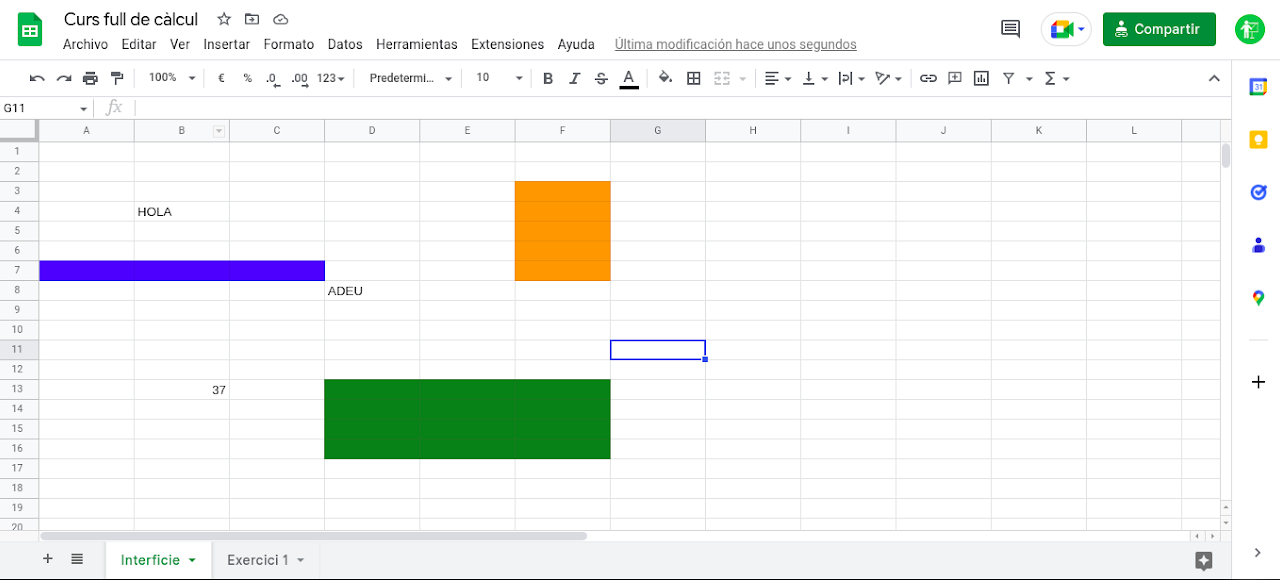 Curs full de càlcul
Archivo Editar Ver Insertar Formato Datos Herramientas Extensiones Ayuda Última modificación hace unos segundos
Compartir
100% € % .0 .00 123 Predetermi... 10 B I S A
G11 fx
A B C D E F G H I J K L
1
2
3
4 HOLA
5
6
7
8 ADEU
9
10
11
12
13 37
14
15
16
17
18
19
20
+ Interficie Exercici 1
31